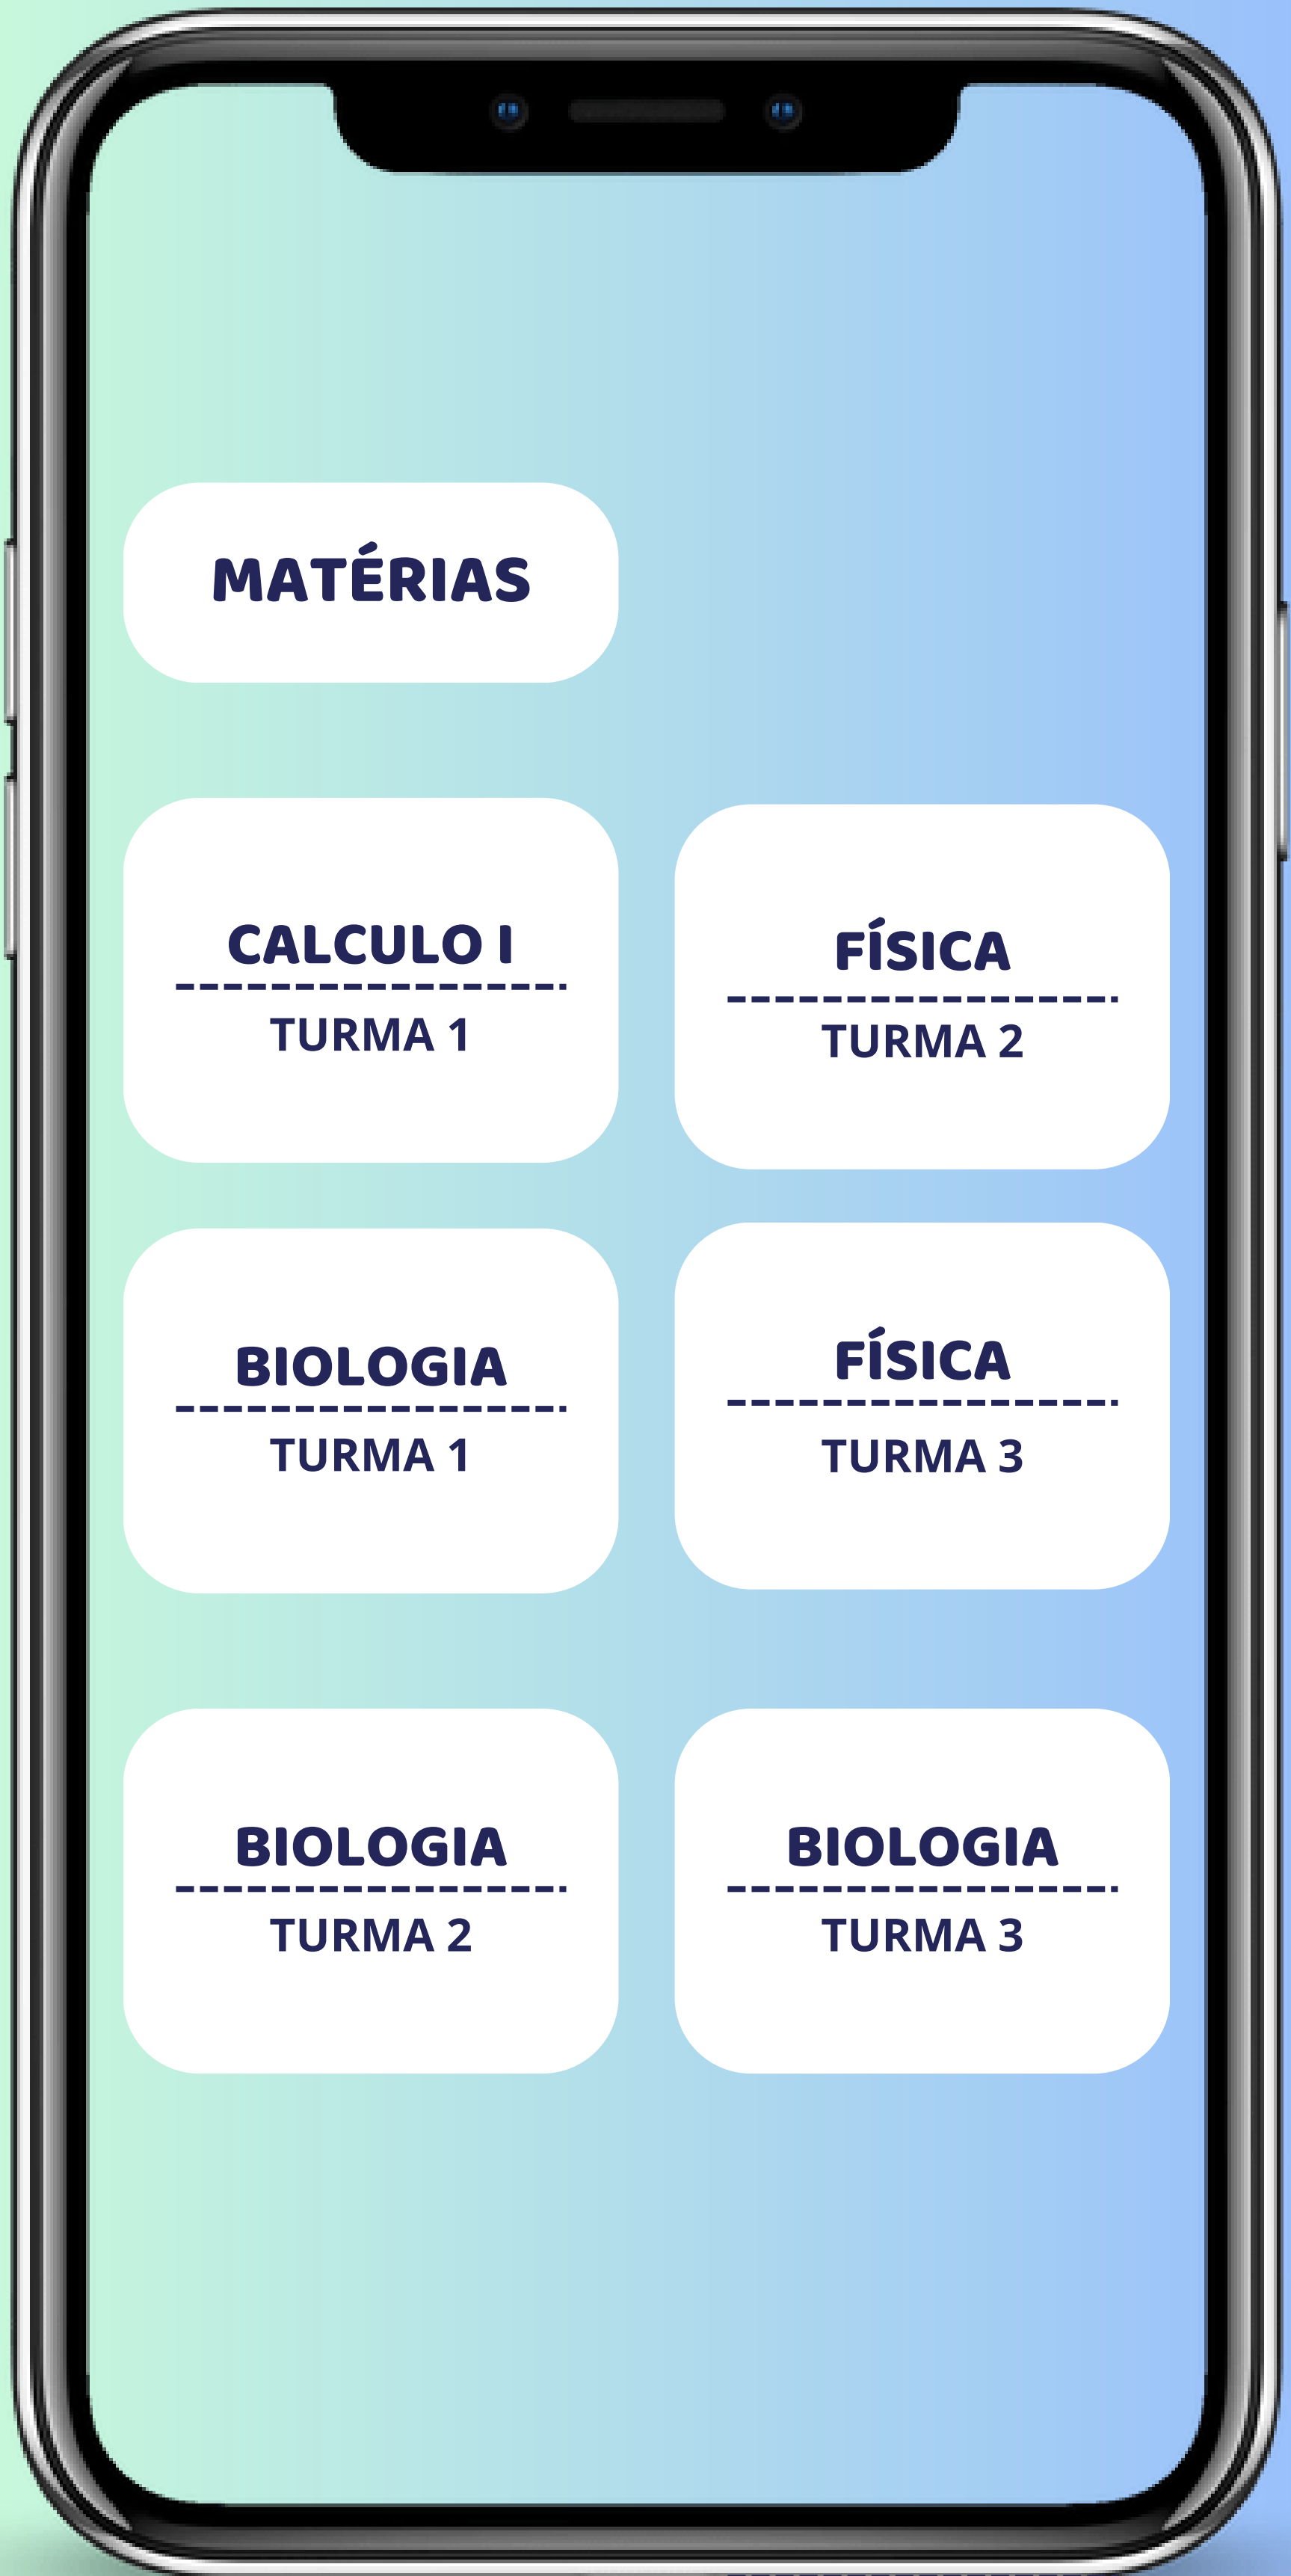 MATÉRIAS
CALCULO I
TURMA 1
FÍSICA
TURMA 2
BIOLOGIA
TURMA 1
FÍSICA
TURMA 3
BIOLOGIA
TURMA 2
BIOLOGIA
TURMA 3